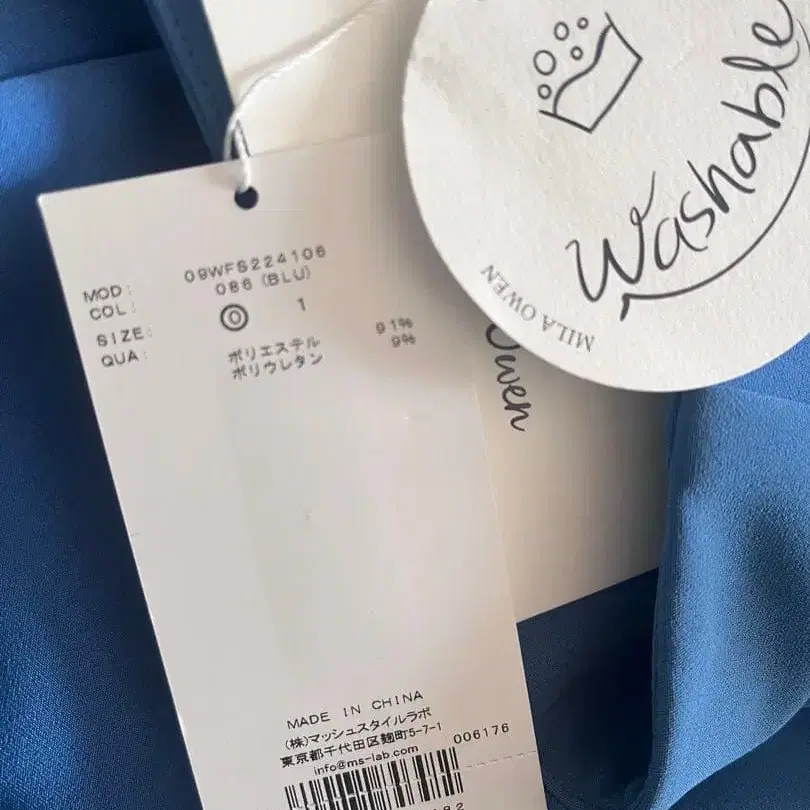 Washable
MILA OWEN
Owen
MOD: 09WFS224106
COL: 086 (BLU)
SIZE: ⓪ 1
QUA: ポリエステル 91%
ポリウレタン 9%
MADE IN CHINA
(株)マッシュスタイルラボ
東京都千代田区麹町5-7-1
info@ms-lab.com 006176